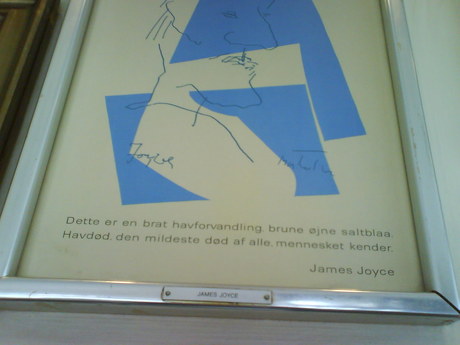 Joyce
Dette er en brat havforvandling, brune øjne saltblaa.
Havdød, den mildeste død af alle, mennesket kender.
James Joyce
JAMES JOYCE